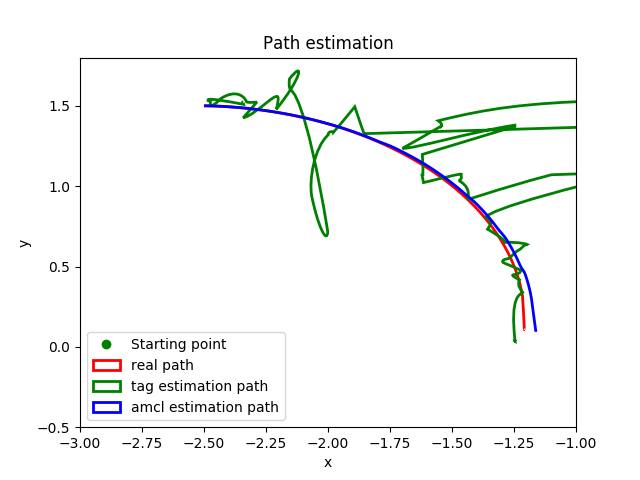 Path estimation
y
1.5
1.0
0.5
0.0
−0.5
Starting point
real path
tag estimation path
amcl estimation path
−3.00 −2.75 −2.50 −2.25 −2.00 −1.75 −1.50 −1.25 −1.00
x